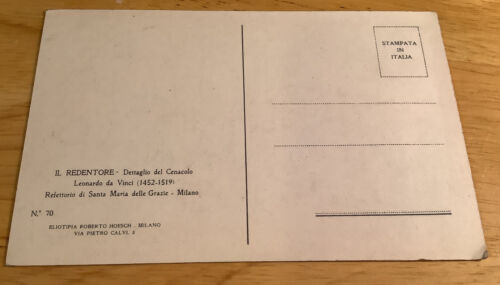 STAMPATA
IN
ITALIA
IL REDENTORE - Dettaglio del Cenacolo
Leonardo da Vinci (1452-1519)
Refettorio di Santa Maria delle Grazie - Milano
N.° 70
ELIOTIPIA ROBERTO HOESCH - MILANO
VIA PIETRO CALVI, 2